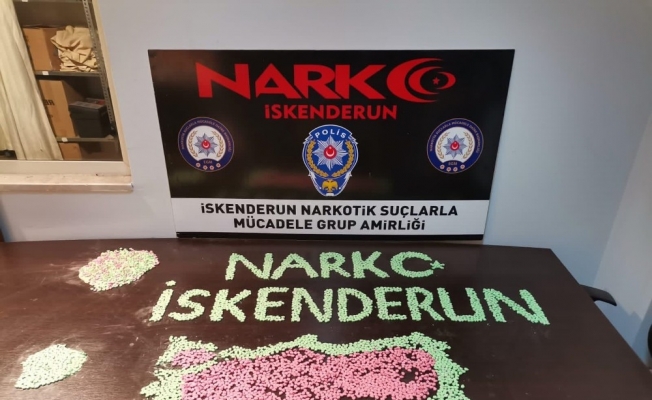 NARKO
İSKENDERUN
POLİS
İSKENDERUN NARKOTİK SUÇLARLA
MÜCADELE GRUP AMİRLİĞİ
NARKO
İSKENDERUN